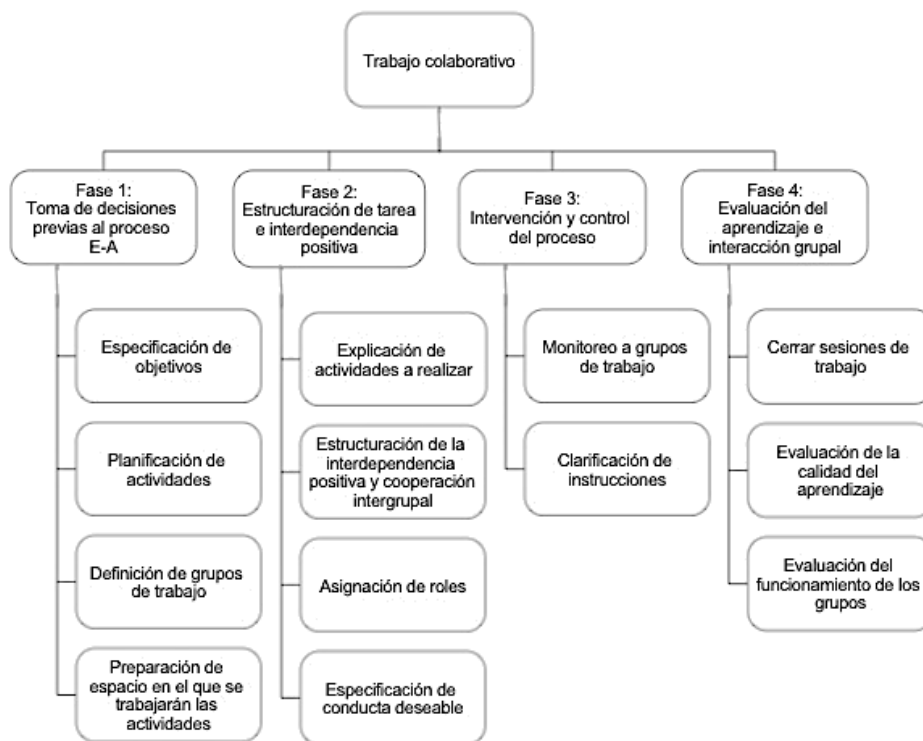 Trabajo colaborativo
Fase 1:
Toma de decisiones
previas al proceso
E-A
Fase 2:
Estructuración de tarea
e interdependencia
positiva
Fase 3:
Intervención y control
del proceso
Fase 4:
Evaluación del
aprendizaje e
interacción grupal
Especificación de
objetivos
Planificación de
actividades
Definición de grupos
de trabajo
Preparación de
espacio en el que se
trabajarán las
actividades
Explicación de
actividades a realizar
Estructuración de la
interdependencia
positiva y cooperación
intergrupal
Asignación de roles
Especificación de
conducta deseable
Monitoreo a grupos
de trabajo
Clarificación de
instrucciones
Cerrar sesiones de
trabajo
Evaluación de la
calidad del
aprendizaje
Evaluación del
funcionamiento de los
grupos